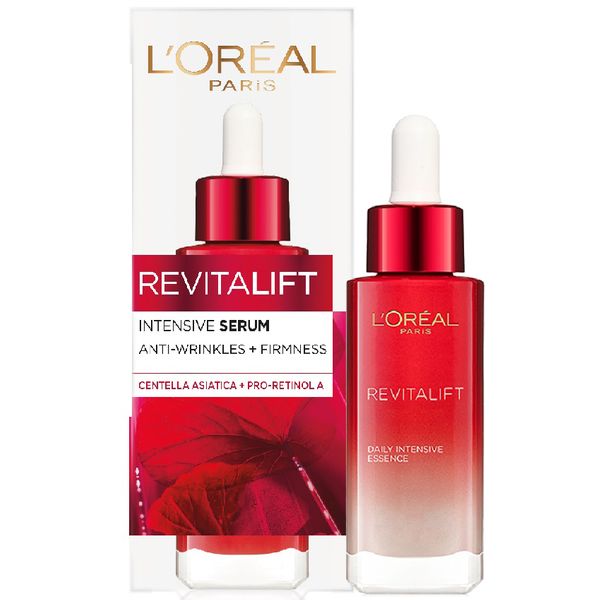 L'ORÉAL
PARiS
REVITALIFT
INTENSIVE SERUM
ANTI-WRINKLES + FIRMNESS
CENTELLA ASIATICA + PRO-RETINOL A
L'ORÉAL
PARiS
REVITALIFT
DAILY INTENSIVE
ESSENCE